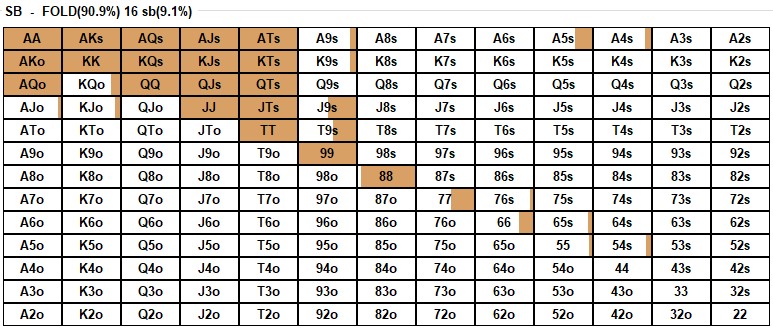 SB - FOLD(90.9%) 16 sb(9.1%)
AA AKs AQs AJs ATs A9s A8s A7s A6s A5s A4s A3s A2s
AKo KK KQs KJs KTs K9s K8s K7s K6s K5s K4s K3s K2s
AQo KQo QQ QJs QTs Q9s Q8s Q7s Q6s Q5s Q4s Q3s Q2s
AJo KJo QJo JJ JTs J9s J8s J7s J6s J5s J4s J3s J2s
ATo KTo QTo JTo TT T9s T8s T7s T6s T5s T4s T3s T2s
A9o K9o Q9o J9o T9o 99 98s 97s 96s 95s 94s 93s 92s
A8o K8o Q8o J8o T8o 98o 88 87s 86s 85s 84s 83s 82s
A7o K7o Q7o J7o T7o 97o 87o 77 76s 75s 74s 73s 72s
A6o K6o Q6o J6o T6o 96o 86o 76o 66 65s 64s 63s 62s
A5o K5o Q5o J5o T5o 95o 85o 75o 65o 55 54s 53s 52s
A4o K4o Q4o J4o T4o 94o 84o 74o 64o 54o 44 43s 42s
A3o K3o Q3o J3o T3o 93o 83o 73o 63o 53o 43o 33 32s
A2o K2o Q2o J2o T2o 92o 82o 72o 62o 52o 42o 32o 22